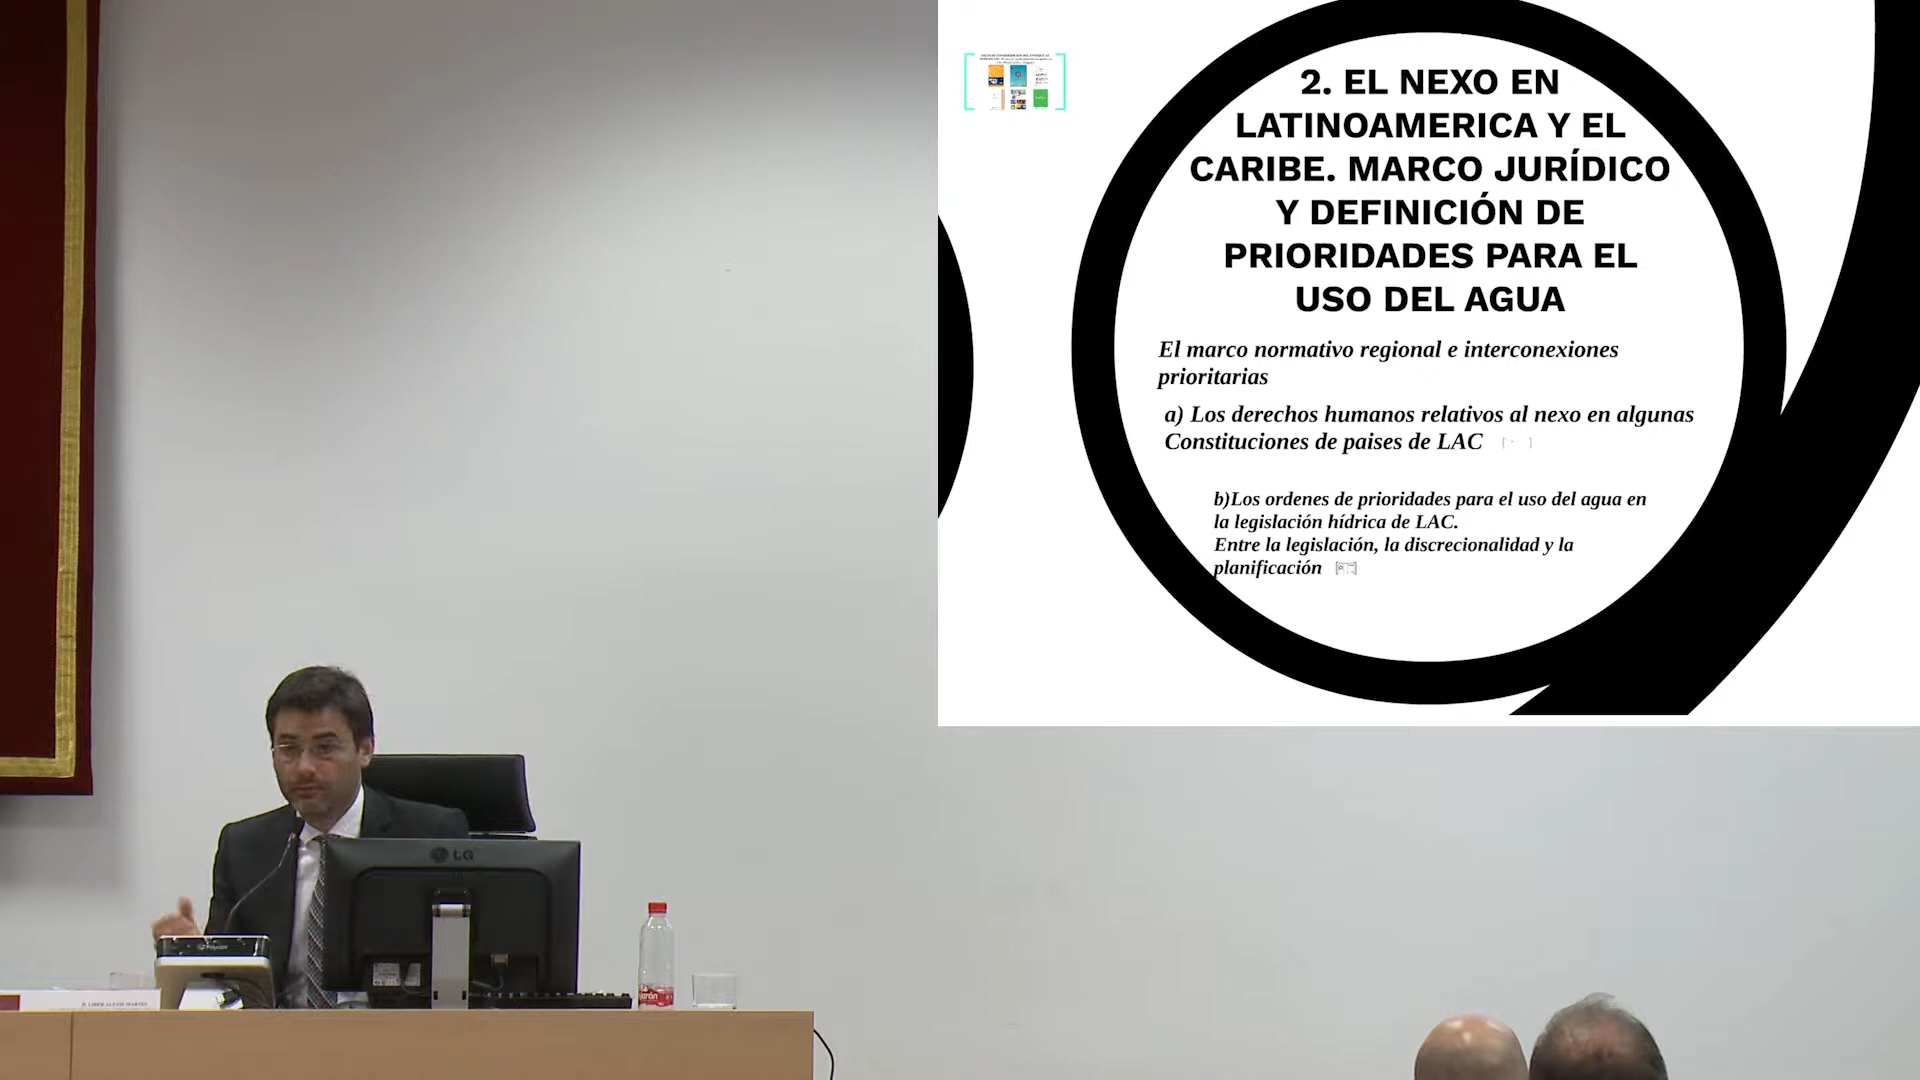 2. EL NEXO EN
LATINOAMERICA Y EL
CARIBE. MARCO JURÍDICO
Y DEFINICIÓN DE
PRIORIDADES PARA EL
USO DEL AGUA
El marco normativo regional e interconexiones
prioritarias
a) Los derechos humanos relativos al nexo en algunas
Constituciones de paises de LAC
b)Los ordenes de prioridades para el uso del agua en
la legislación hídrica de LAC.
Entre la legislación, la discrecionalidad y la
planificación
LG
Polycom